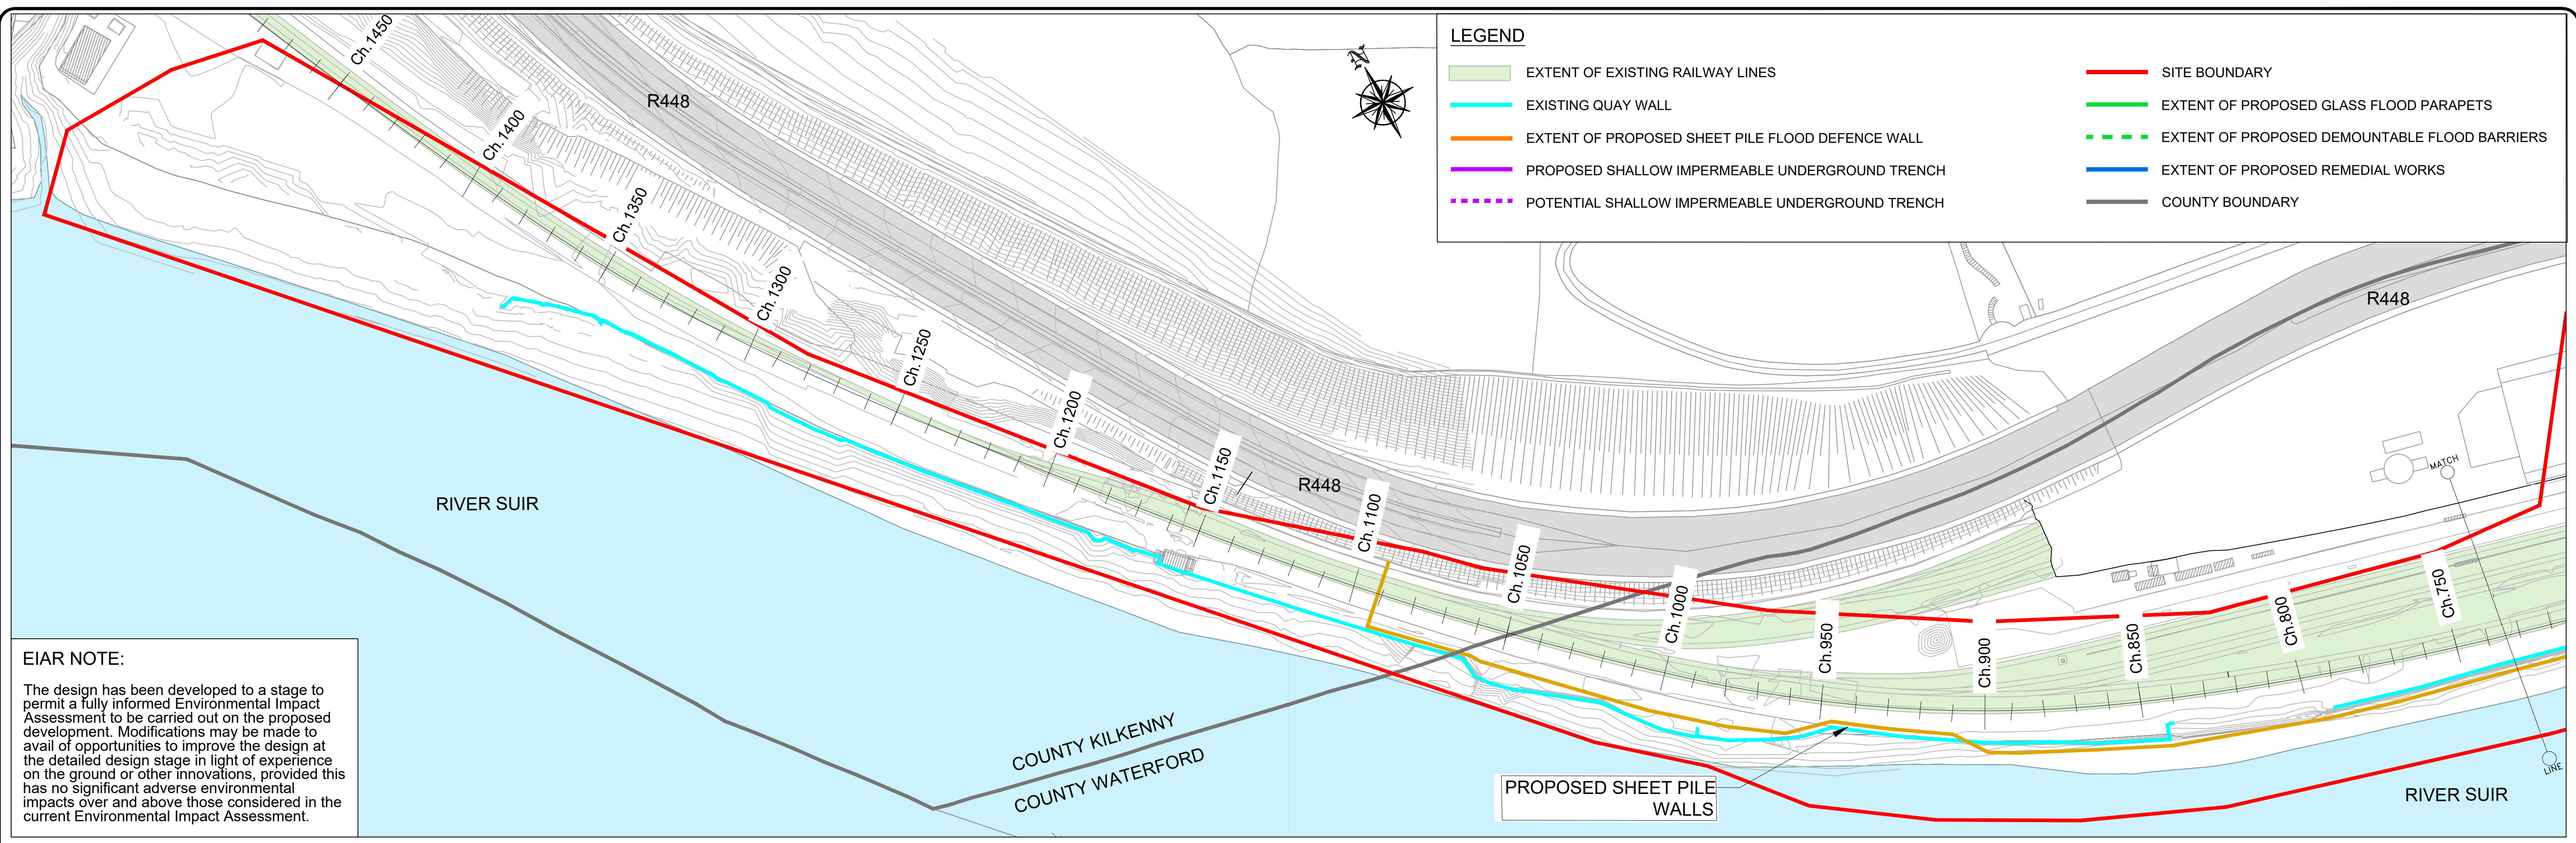 LEGEND
EXTENT OF EXISTING RAILWAY LINES
EXISTING QUAY WALL
EXTENT OF PROPOSED SHEET PILE FLOOD DEFENCE WALL
PROPOSED SHALLOW IMPERMEABLE UNDERGROUND TRENCH
POTENTIAL SHALLOW IMPERMEABLE UNDERGROUND TRENCH
SITE BOUNDARY
EXTENT OF PROPOSED GLASS FLOOD PARAPETS
EXTENT OF PROPOSED DEMOUNTABLE FLOOD BARRIERS
EXTENT OF PROPOSED REMEDIAL WORKS
COUNTY BOUNDARY
N
Ch.1450
Ch.1400
Ch.1350
Ch.1300
Ch.1250
Ch.1200
Ch.1150
Ch.1100
Ch.1050
Ch.1000
Ch.950
Ch.900
Ch.850
Ch.800
Ch.750
R448
R448
R448
MATCH
LINE
RIVER SUIR
COUNTY KILKENNY
COUNTY WATERFORD
PROPOSED SHEET PILE
WALLS
RIVER SUIR
EIAR NOTE:
The design has been developed to a stage to
permit a fully informed Environmental Impact
Assessment to be carried out on the proposed
development. Modifications may be made to
avail of opportunities to improve the design at
the detailed design stage in light of experience
on the ground or other innovations, provided this
has no significant adverse environmental
impacts over and above those considered in the
current Environmental Impact Assessment.